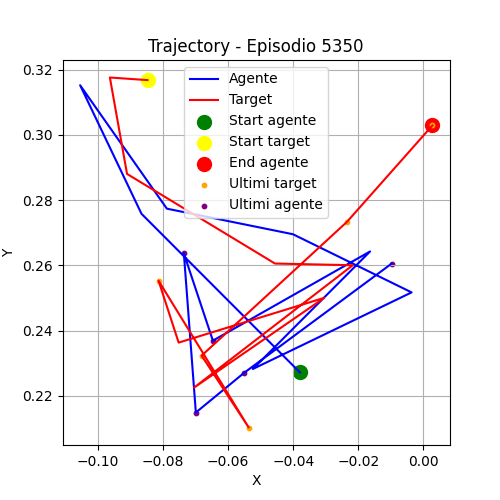 Trajectory - Episodio 5350
Agente
Target
Start agente
Start target
End agente
Ultimi target
Ultimi agente
0.32
0.30
0.28
0.26
0.24
0.22
Y
−0.10
−0.08
−0.06
−0.04
−0.02
0.00
X